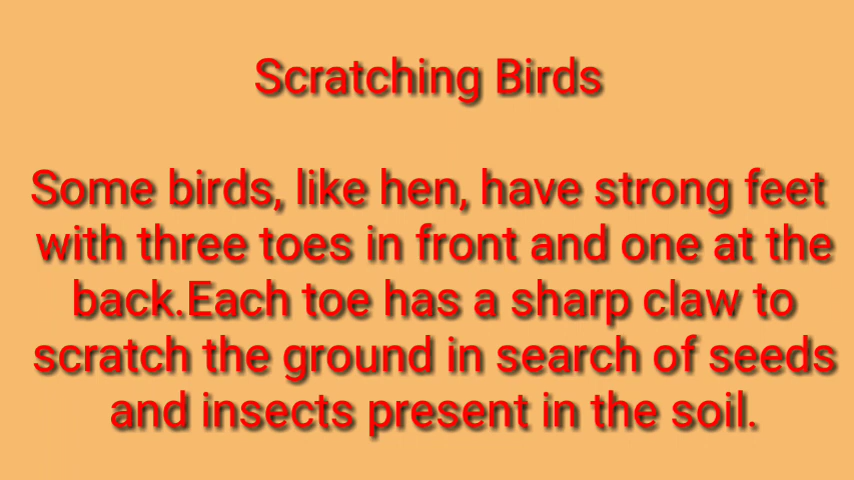 Scratching Birds
Some birds, like hen, have strong feet
with three toes in front and one at the
back.Each toe has a sharp claw to
scratch the ground in search of seeds
and insects present in the soil.